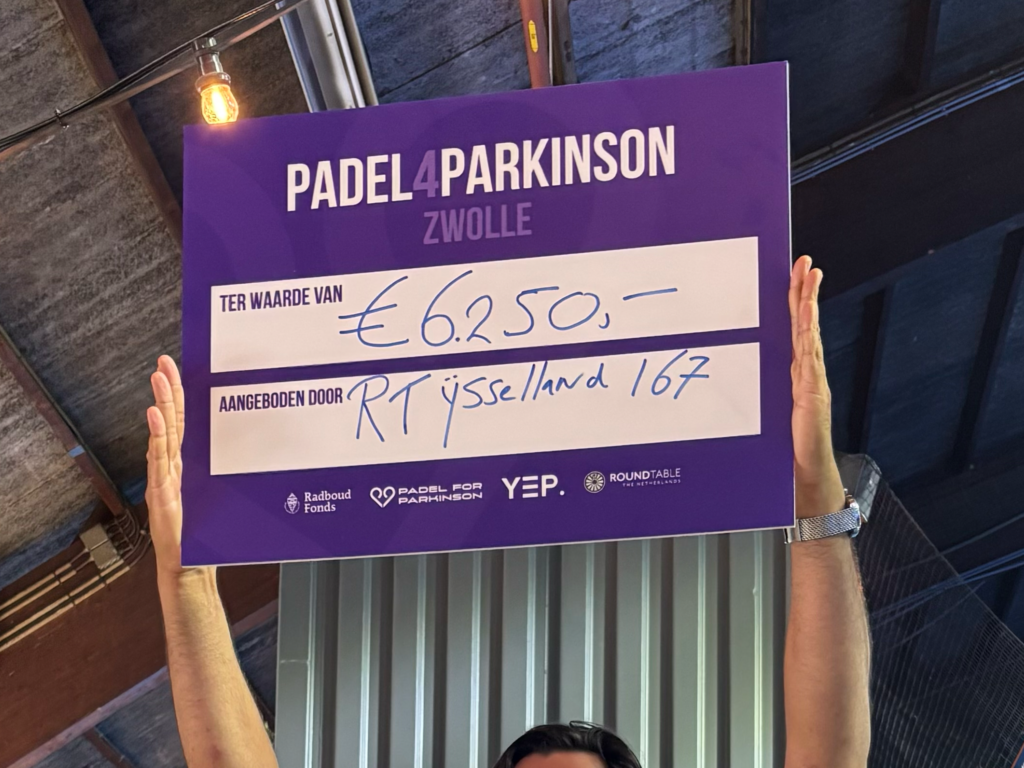 PADEL4PARKINSON
ZWOLLE
TER WAARDE VAN € 6.250,-
AANGEBODEN DOOR RT ijsselland 167
Radboud Fonds
PADEL FOR PARKINSON
YEP.
ROUNDTABLE
THE NETHERLANDS